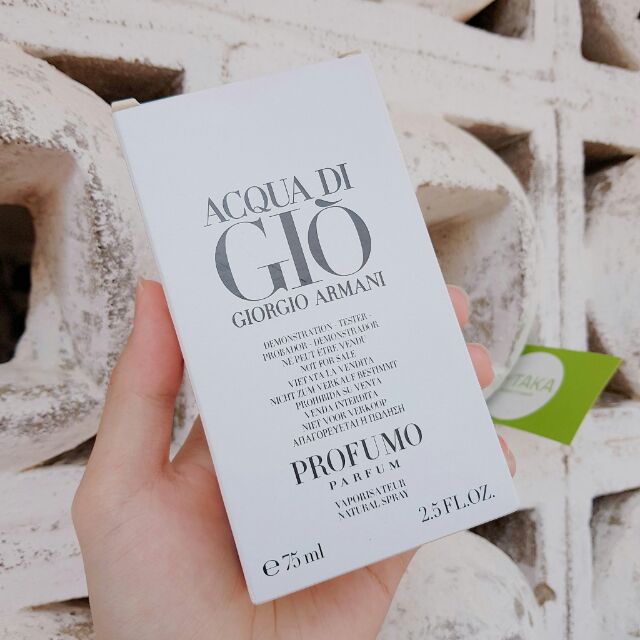 ACQUA DI
GIÒ
GIORGIO ARMANI
DEMONSTRATION - TESTER -
PROBADOR - DEMONSTRADOR
NE PEUT ETRE VENDU
NOT FOR SALE
VIETATA LA VENDITA
NICHT ZUM VERKAUF BESTIMMT
PROHIBIDA SU VENTA
VENDA INTERDITA
NIET VOOR VERKOOP
ΑΠΑΓΟΡΕΥΕΤΑΙ Η ΠΩΛΗΣΗ
PROFUMO
PARFUM
VAPORISATEUR
NATURAL SPRAY
e 75 ml
2.5 FL.OZ.
TAKA